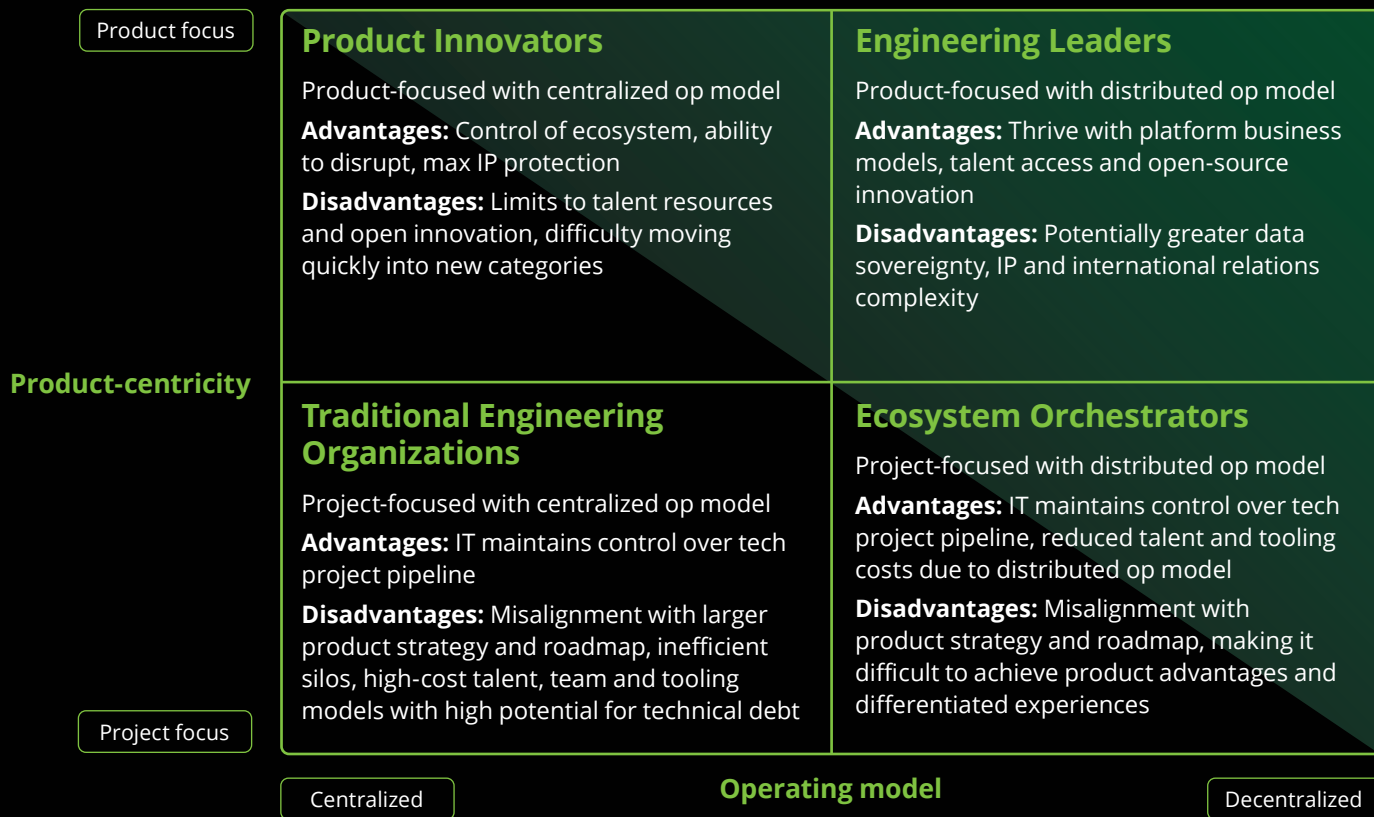 Product focus
Product Innovators
Product-focused with centralized op model
Advantages: Control of ecosystem, ability
to disrupt, max IP protection
Disadvantages: Limits to talent resources
and open innovation, difficulty moving
quickly into new categories
Engineering Leaders
Product-focused with distributed op model
Advantages: Thrive with platform business
models, talent access and open-source
innovation
Disadvantages: Potentially greater data
sovereignty, IP and international relations
complexity
Product-centricity
Traditional Engineering
Organizations
Project-focused with centralized op model
Advantages: IT maintains control over tech
project pipeline
Disadvantages: Misalignment with larger
product strategy and roadmap, inefficient
silos, high-cost talent, team and tooling
models with high potential for technical debt
Ecosystem Orchestrators
Project-focused with distributed op model
Advantages: IT maintains control over tech
project pipeline, reduced talent and tooling
costs due to distributed op model
Disadvantages: Misalignment with
product strategy and roadmap, making it
difficult to achieve product advantages and
differentiated experiences
Project focus
Centralized
Operating model
Decentralized